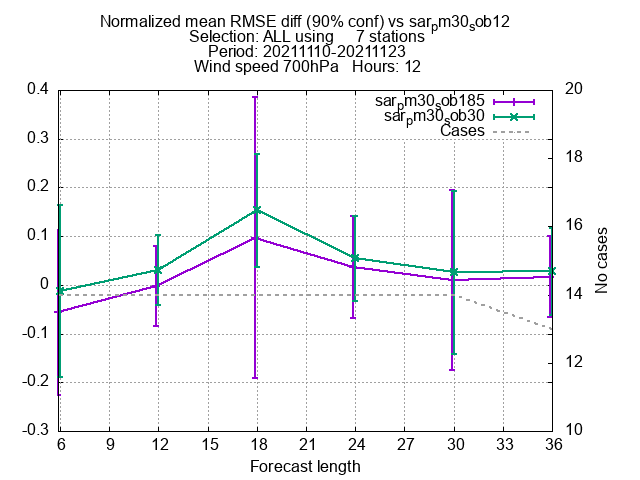 Normalized mean RMSE diff (90% conf) vs sarpm30sob12
Selection: ALL using 7 stations
Period: 20211110-20211123
Wind speed 700hPa Hours: 12
sarpm30sob185
sarpm30sob30
Cases
0.4
0.3
0.2
0.1
0
-0.1
-0.2
-0.3
20
18
16
14
12
10
No cases
6 9 12 15 18 21 24 27 30 33 36
Forecast length